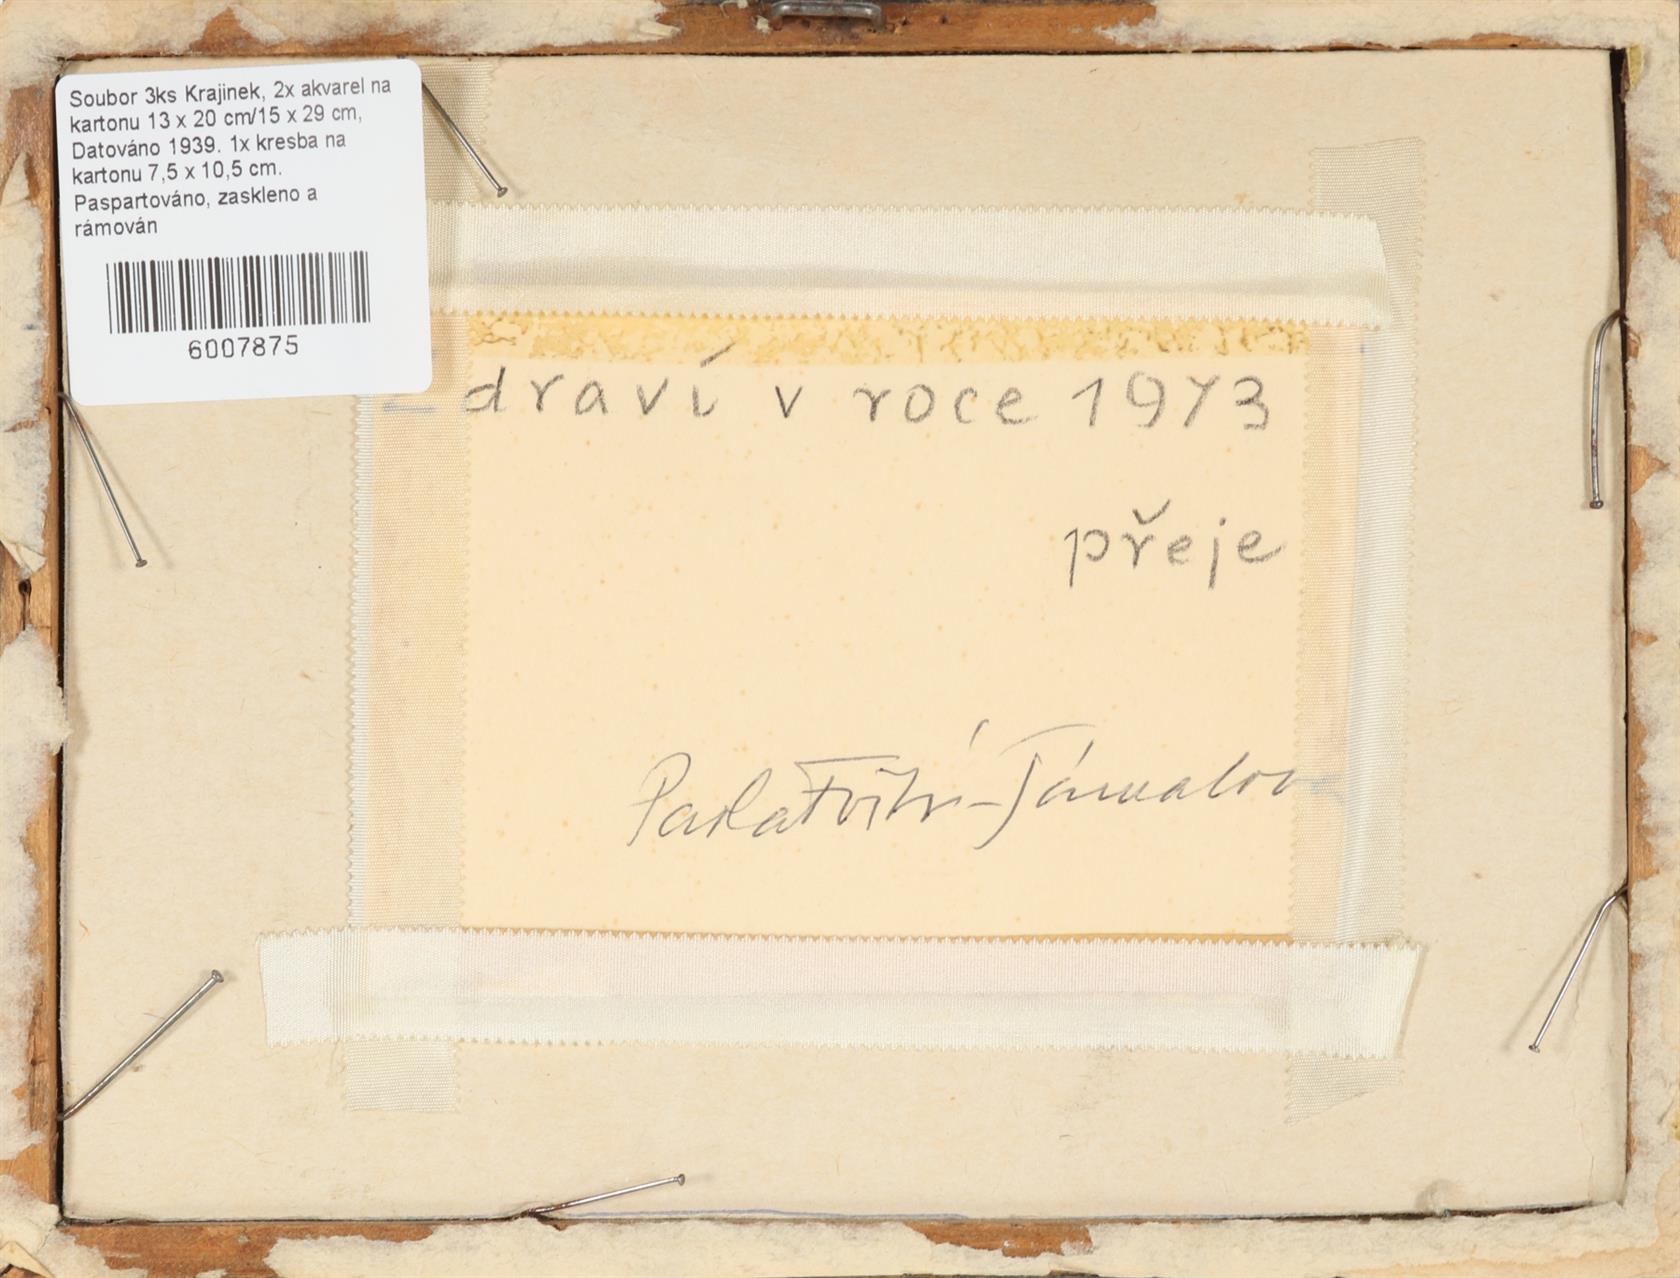 Soubor 3ks Krajinek, 2x akvarel na
kartonu 13 x 20 cm/15 x 29 cm,
Datováno 1939. 1x kresba na
kartonu 7,5 x 10,5 cm.
Paspartováno, zaskleno a
rámován
6007875
Zdraví v roce 1973
přeje